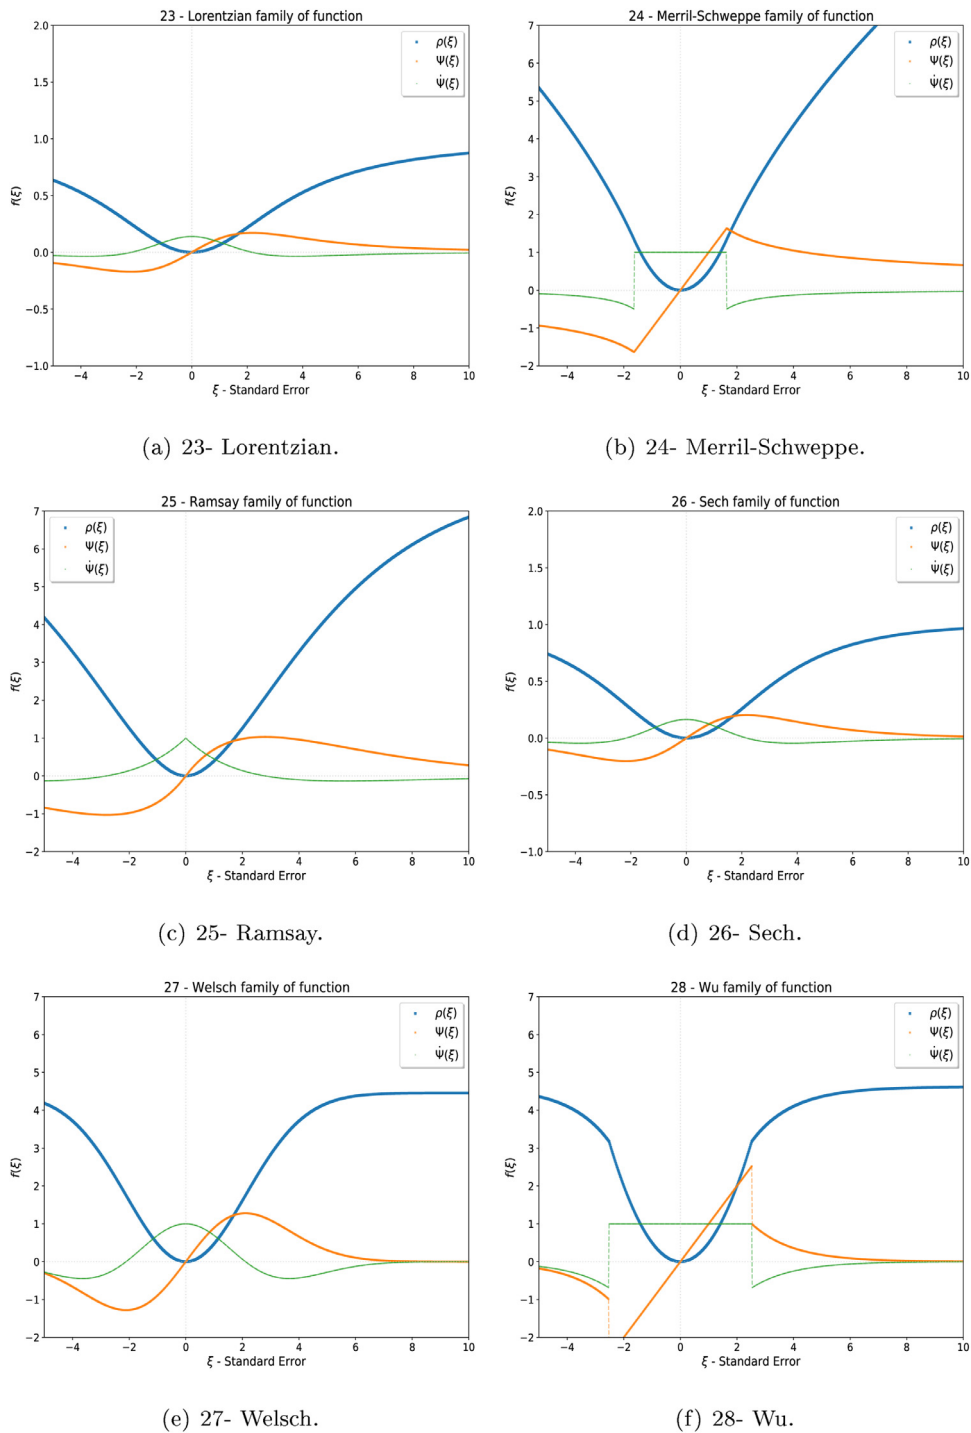 23 - Lorentzian family of function
2.0
1.5
1.0
0.5
0.0
−0.5
−1.0
f(ξ)
ρ(ξ)
Ψ(ξ)
Ψ̇(ξ)
−4 −2 0 2 4 6 8 10
ξ - Standard Error
(a) 23- Lorentzian.
24 - Merril-Schweppe family of function
7
6
5
4
3
2
1
0
−1
−2
f(ξ)
ρ(ξ)
Ψ(ξ)
Ψ̇(ξ)
−4 −2 0 2 4 6 8 10
ξ - Standard Error
(b) 24- Merril-Schweppe.
25 - Ramsay family of function
7
6
5
4
3
2
1
0
−1
−2
f(ξ)
ρ(ξ)
Ψ(ξ)
Ψ̇(ξ)
−4 −2 0 2 4 6 8 10
ξ - Standard Error
(c) 25- Ramsay.
26 - Sech family of function
2.0
1.5
1.0
0.5
0.0
−0.5
−1.0
f(ξ)
ρ(ξ)
Ψ(ξ)
Ψ̇(ξ)
−4 −2 0 2 4 6 8 10
ξ - Standard Error
(d) 26- Sech.
27 - Welsch family of function
7
6
5
4
3
2
1
0
−1
−2
f(ξ)
ρ(ξ)
Ψ(ξ)
Ψ̇(ξ)
−4 −2 0 2 4 6 8 10
ξ - Standard Error
(e) 27- Welsch.
28 - Wu family of function
7
6
5
4
3
2
1
0
−1
−2
f(ξ)
ρ(ξ)
Ψ(ξ)
Ψ̇(ξ)
−4 −2 0 2 4 6 8 10
ξ - Standard Error
(f) 28- Wu.